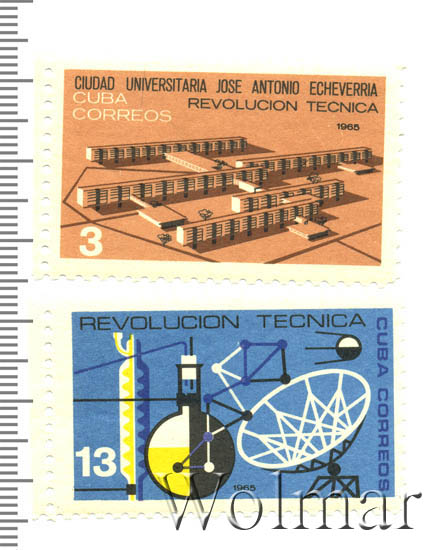 CIUDAD UNIVERSITARIA JOSE ANTONIO ECHEVERRIA
CUBA
CORREOS
REVOLUCION TECNICA
1965
3
REVOLUCION TECNICA
CUBA CORREOS
13
1965
Wolmar